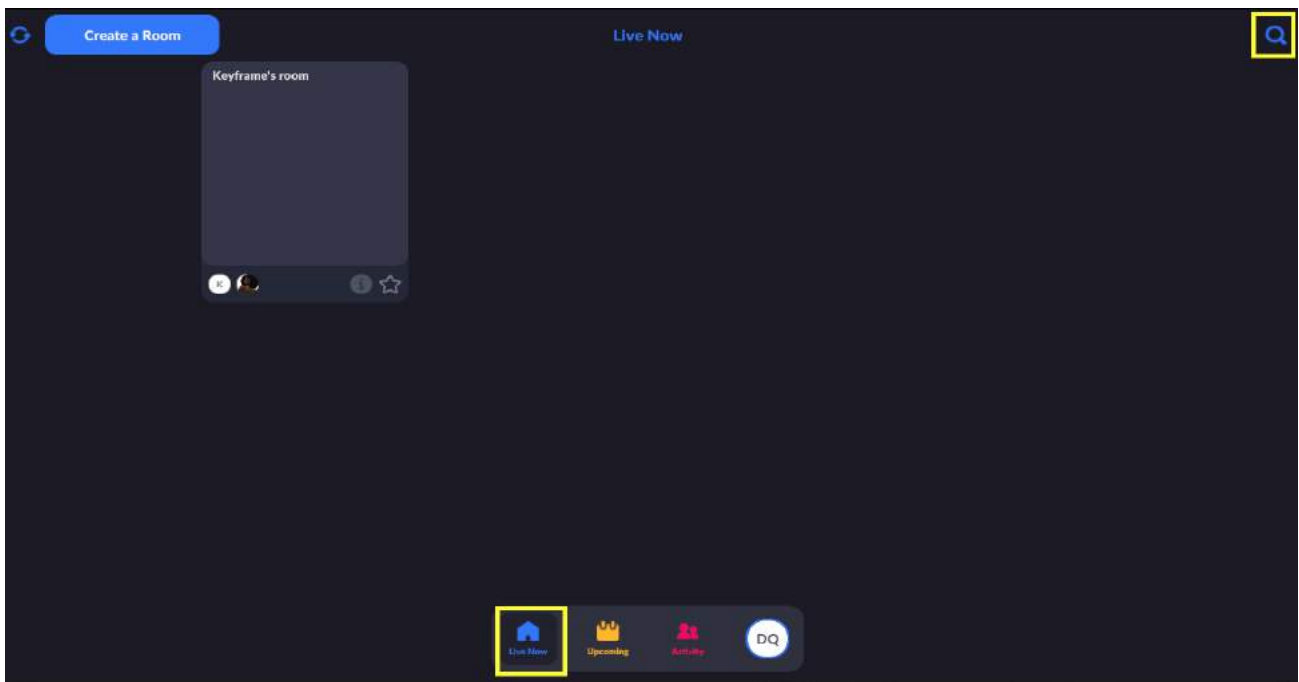 Create a Room
Live Now
Keyframe's room
K
Live Now
Upcoming
Activity
DQ